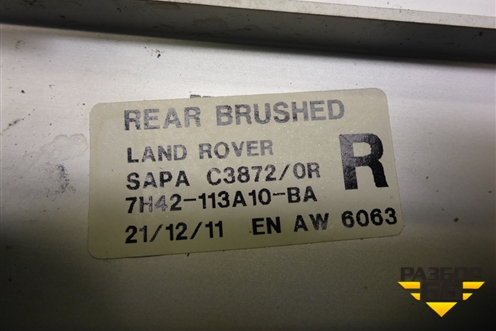 REAR BRUSHED
LAND ROVER
SAPA C3872/0R
7H42-113A10-BA
21/12/11 EN AW 6063
R